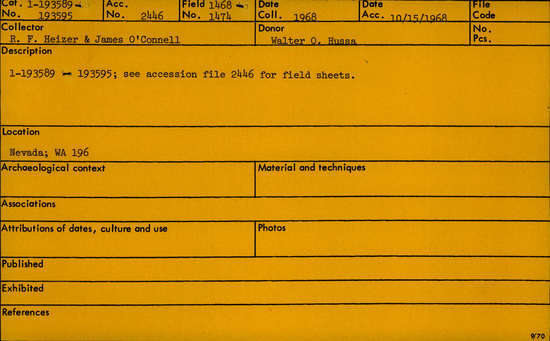 Cat. 1-193589- Acc. Field 1468- Date Date File
No. 193595 No. 2446 No. 1474 Coll. 1968 Acc. 10/15/1968 Code
Collector Donor No.
R. F. Heizer & James O'Connell Walter O. Hussa Pcs.
Description
1-193589 - 193595; see accession file 2446 for field sheets.
Location
Nevada; WA 196
Archaeological context Material and techniques
Associations
Attributions of dates, culture and use Photos
Published
Exhibited
References
9/70